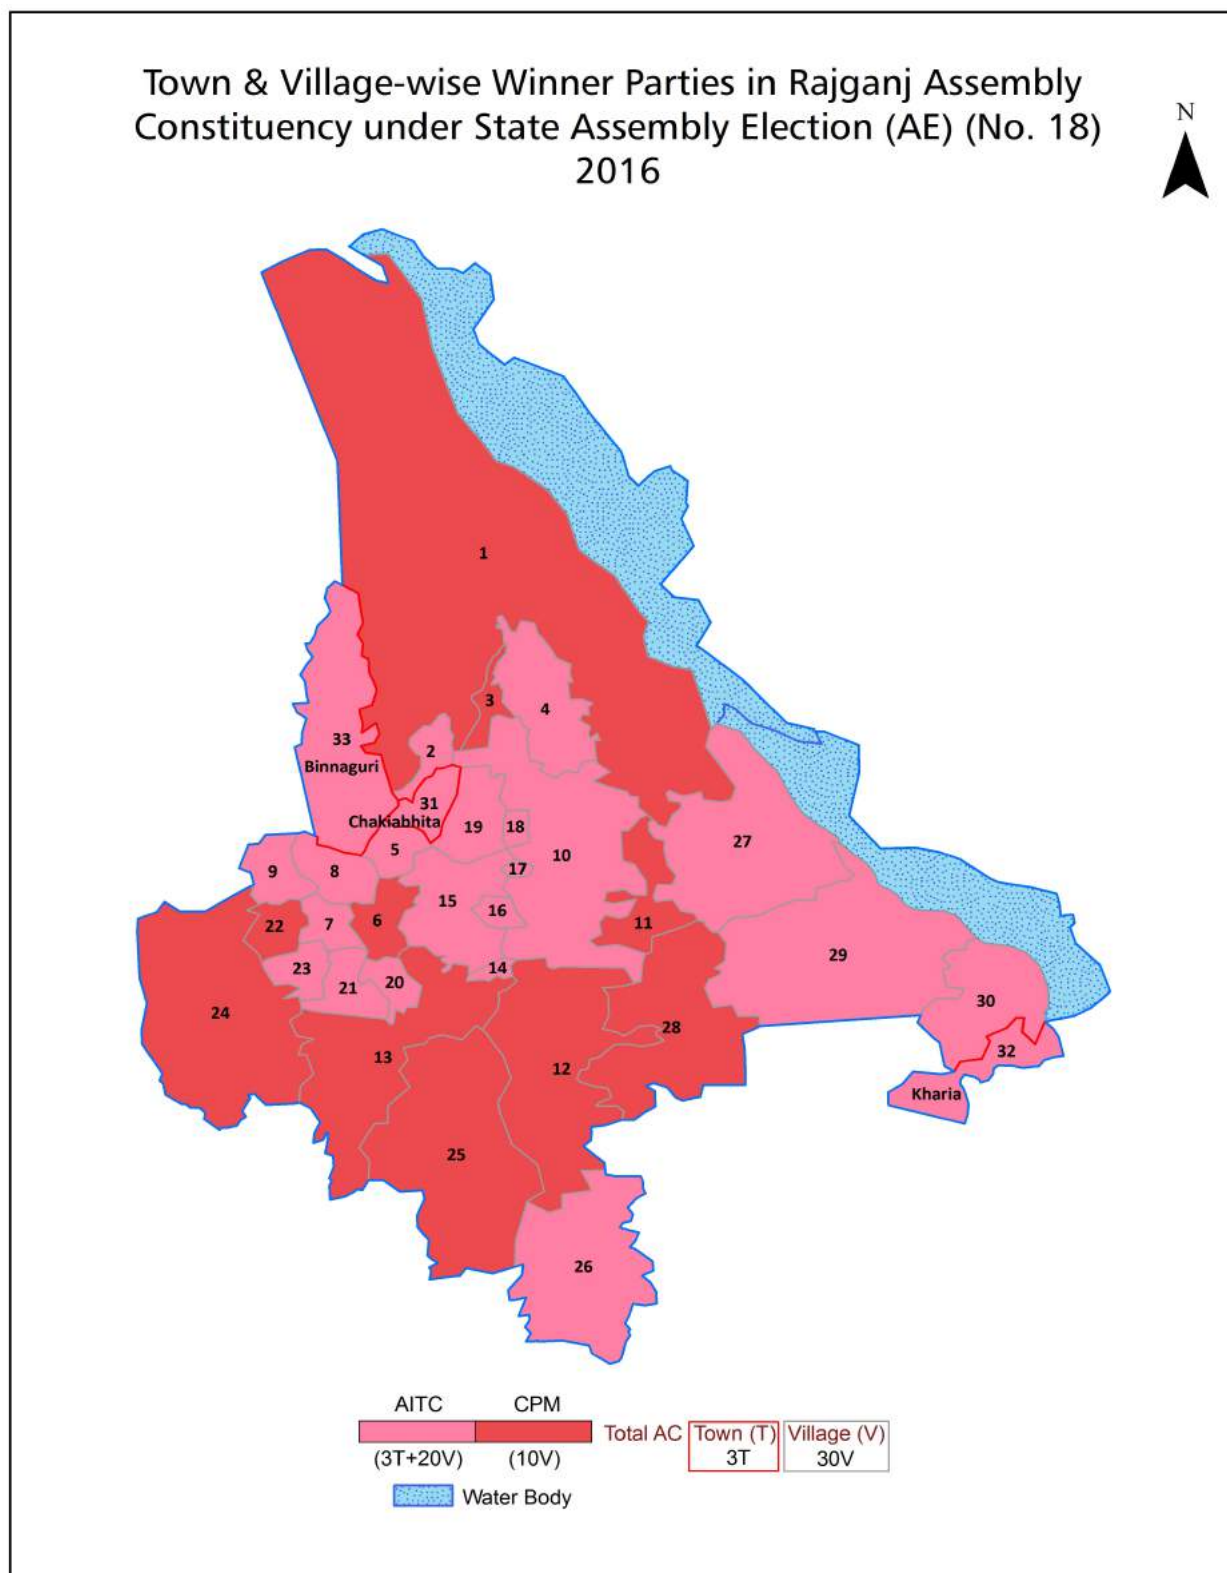 Town & Village-wise Winner Parties in Rajganj Assembly
Constituency under State Assembly Election (AE) (No. 18)
2016
N
1
3
4
33
2
Binnaguri
31
Chakiabhita
19
18
27
5
10
9
8
17
15
16
22
7
6
11
29
23
14
21
20
30
24
28
13
12
32
Kharia
25
26
AITC
CPM
Total AC
Town (T)
Village (V)
(3T+20V)
(10V)
3T
30V
Water Body